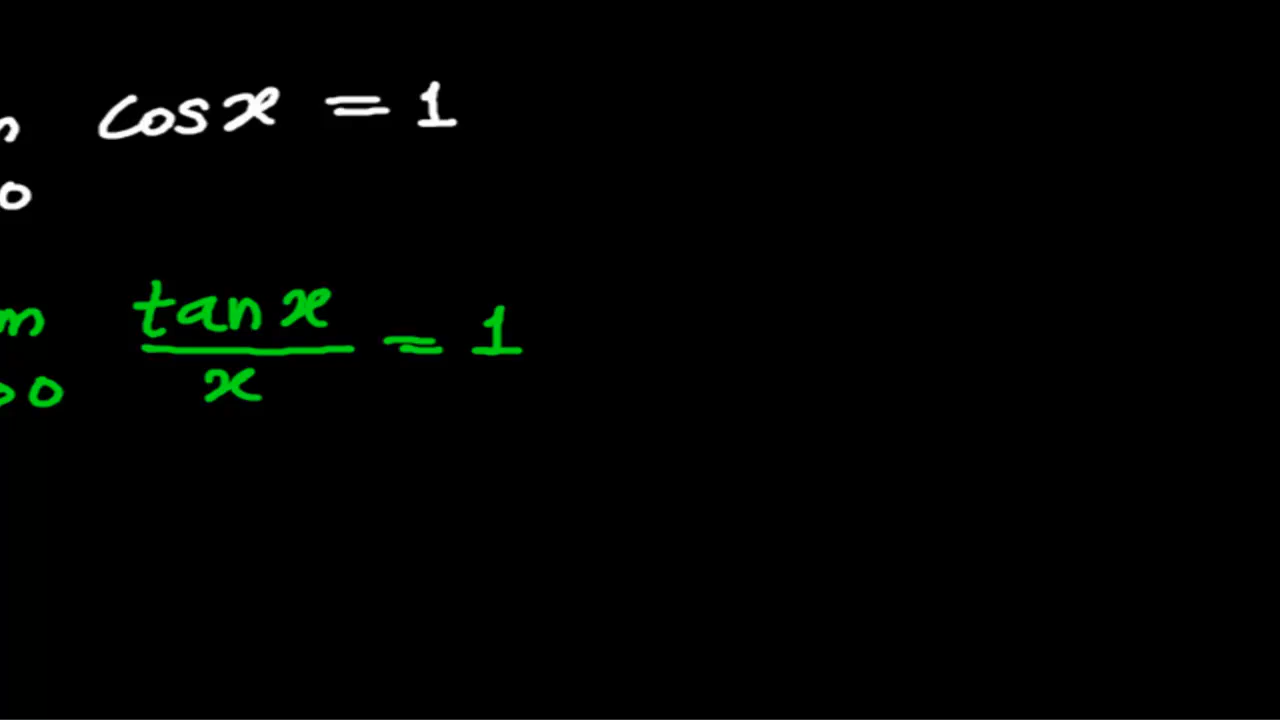 n cos x = 1
0
m tan x / x = 1
>0